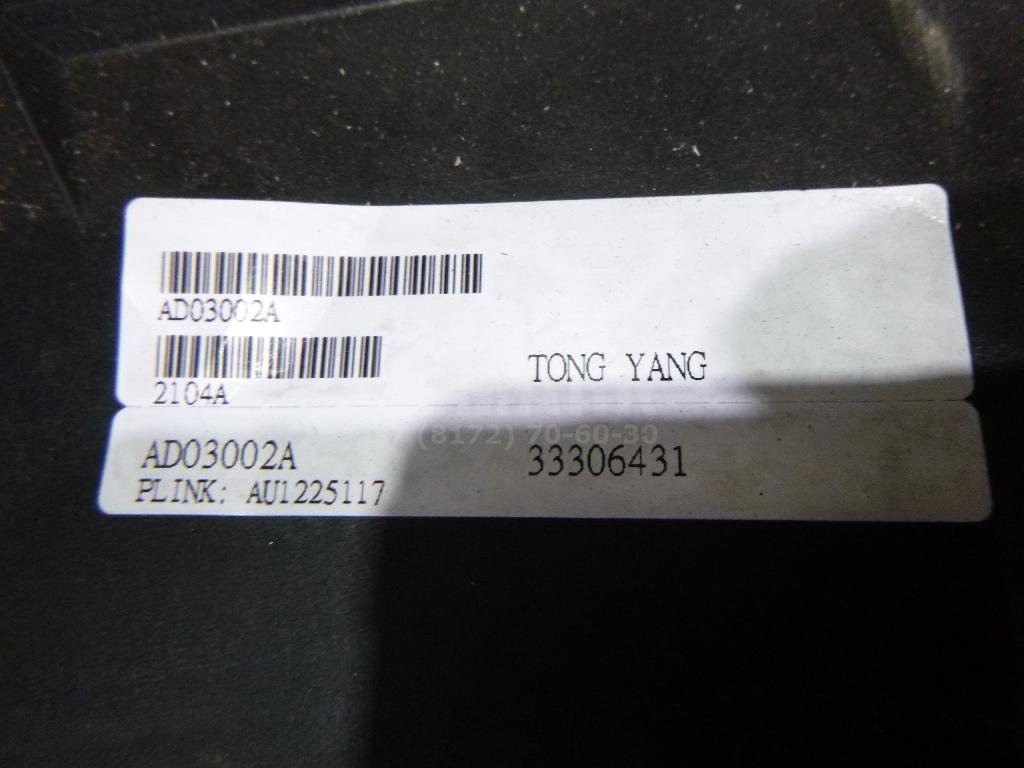 AD03002A
2104A
TONG YANG
(8172) 70-60-30
AD03002A
33306431
PLINK: AU1225117